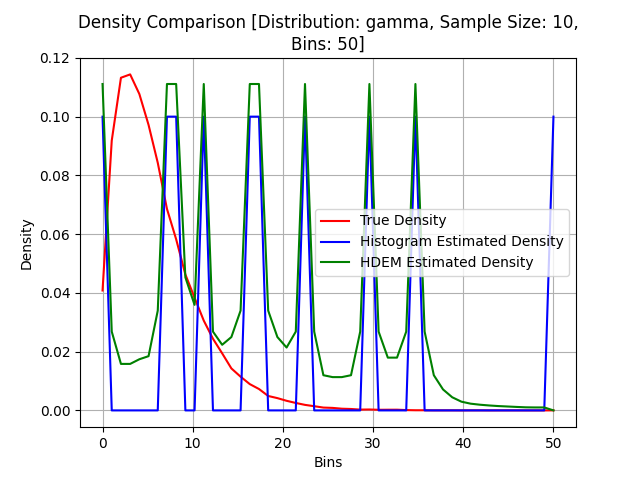 Density Comparison [Distribution: gamma, Sample Size: 10,
Bins: 50]
0.12
0.10
0.08
0.06
0.04
0.02
0.00
Density
True Density
Histogram Estimated Density
HDEM Estimated Density
0 10 20 30 40 50
Bins